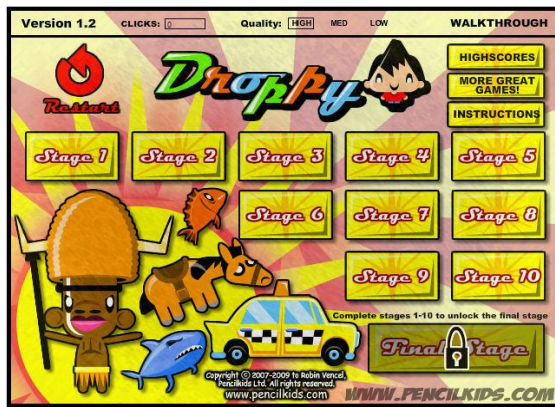 Version 1.2 CLICKS: 0 Quality: HIGH MED LOW WALKTHROUGH
Droppy
Restart
HIGHSCORES
MORE GREAT GAMES!
INSTRUCTIONS
Stage 1 Stage 2 Stage 3 Stage 4 Stage 5
Stage 6 Stage 7 Stage 8
Stage 9 Stage 10
Complete stages 1-10 to unlock the final stage
Final Stage
Copyright © 2007-2009 to Robin Vencel,
Pencilkids Ltd. All rights reserved.
www.pencilkids.com
WWW.PENCILKIDS.COM